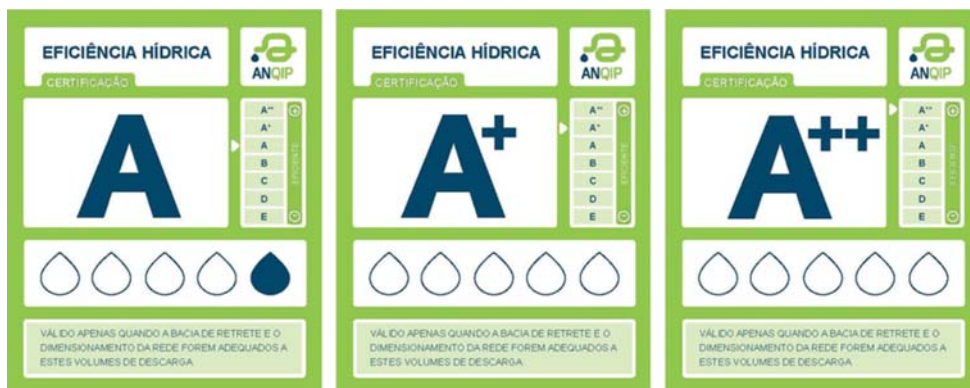 EFICIÊNCIA HÍDRICA
ANQIP
CERTIFICAÇÃO
A
A++
A+
A
B
C
D
E
EFICIENTE
VÁLIDO APENAS QUANDO A BACIA DE RETRETE E O
DIMENSIONAMENTO DA REDE FOREM ADEQUADOS A
ESTES VOLUMES DE DESCARGA
EFICIÊNCIA HÍDRICA
ANQIP
CERTIFICAÇÃO
A+
A++
A+
A
B
C
D
E
EFICIENTE
VÁLIDO APENAS QUANDO A BACIA DE RETRETE E O
DIMENSIONAMENTO DA REDE FOREM ADEQUADOS A
ESTES VOLUMES DE DESCARGA
EFICIÊNCIA HÍDRICA
ANQIP
CERTIFICAÇÃO
A++
A++
A+
A
B
C
D
E
EFICIENTE
VÁLIDO APENAS QUANDO A BACIA DE RETRETE E O
DIMENSIONAMENTO DA REDE FOREM ADEQUADOS A
ESTES VOLUMES DE DESCARGA